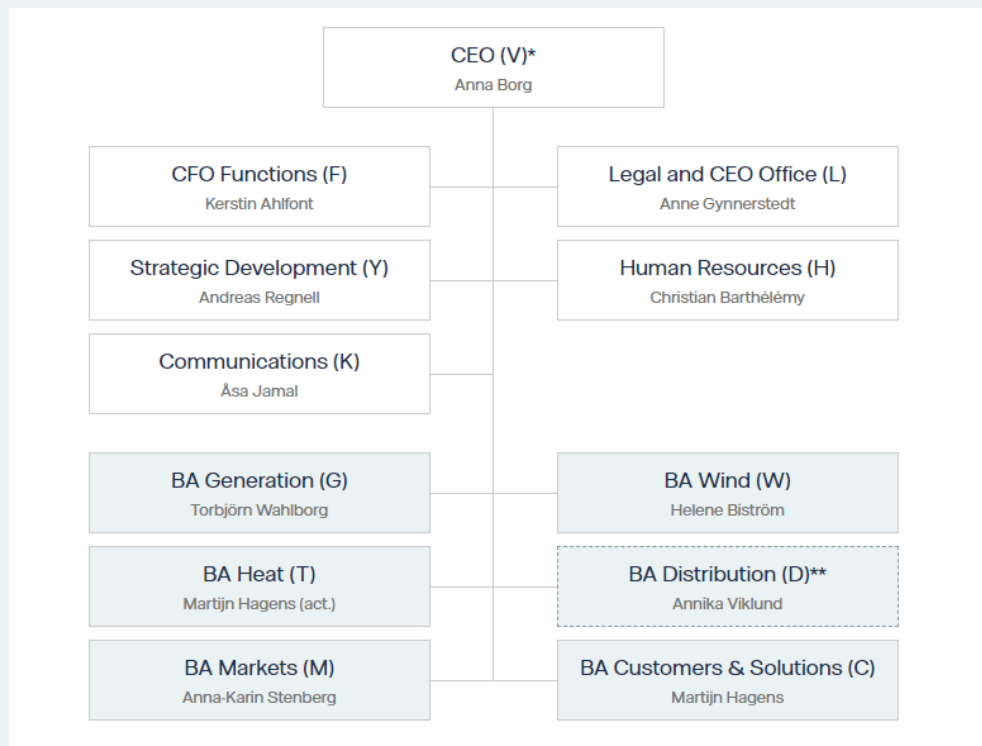 CEO (V)*
Anna Borg
CFO Functions (F)
Kerstin Ahlfont
Legal and CEO Office (L)
Anne Gynnerstedt
Strategic Development (Y)
Andreas Regnell
Human Resources (H)
Christian Barthélémy
Communications (K)
Åsa Jamal
BA Generation (G)
Torbjörn Wahlborg
BA Wind (W)
Helene Biström
BA Heat (T)
Martijn Hagens (act.)
BA Distribution (D)**
Annika Viklund
BA Markets (M)
Anna-Karin Stenberg
BA Customers & Solutions (C)
Martijn Hagens